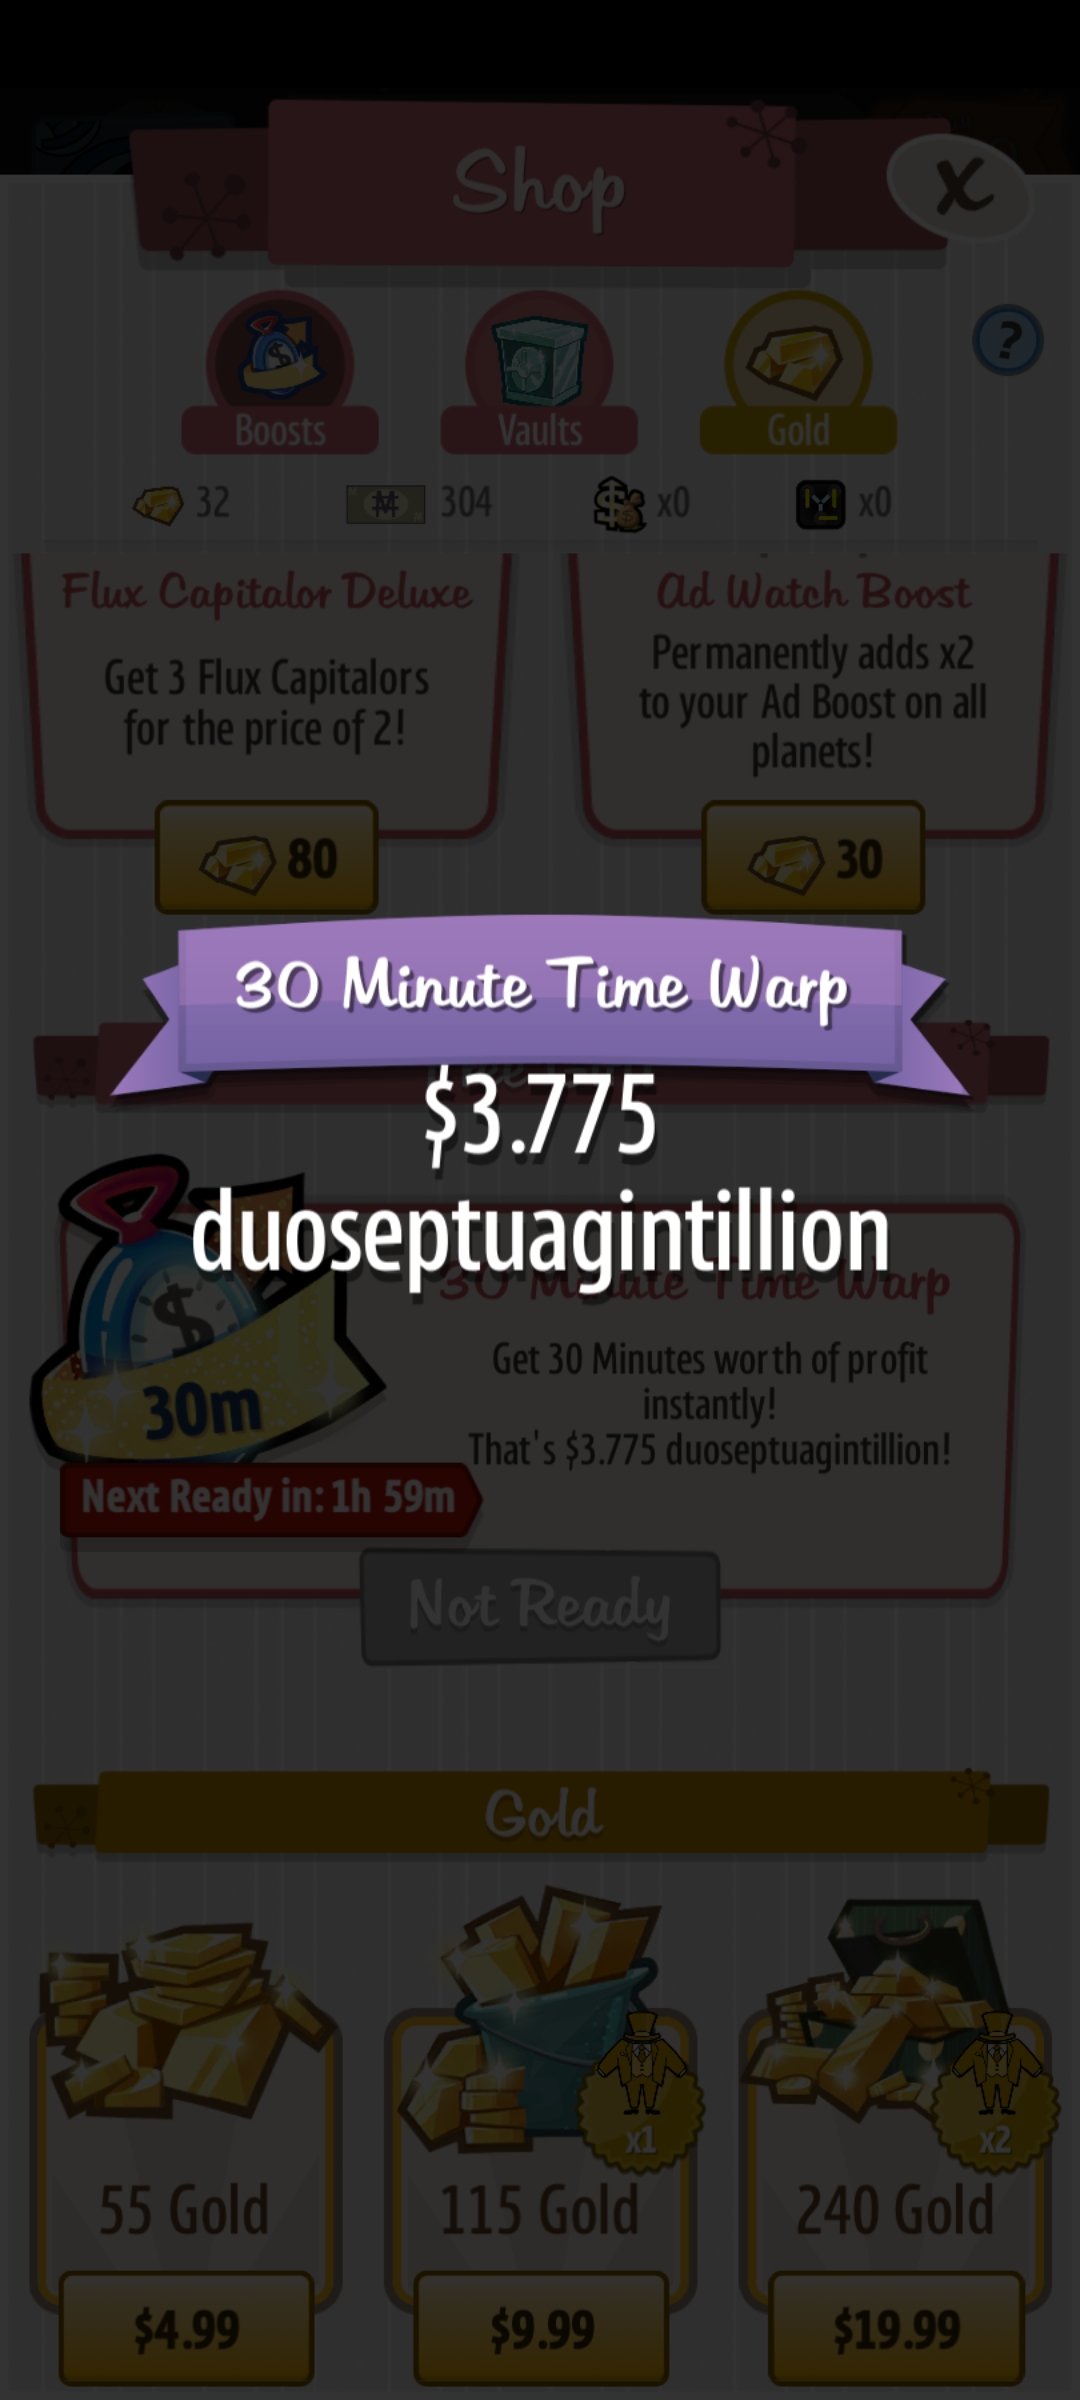 Shop
X
?
Boosts
Vaults
Gold
32
304
x0
x0
Flux Capitalor Deluxe
Get 3 Flux Capitalors
for the price of 2!
80
Ad Watch Boost
Permanently adds x2
to your Ad Boost on all
planets!
30
30 Minute Time Warp
$3.775
duoseptuagintillion
30m
30 Minute Time Warp
Get 30 Minutes worth of profit
instantly!
That's $3.775 duoseptuagintillion!
Next Ready in: 1h 59m
Not Ready
Gold
x1
x2
55 Gold
115 Gold
240 Gold
$4.99
$9.99
$19.99